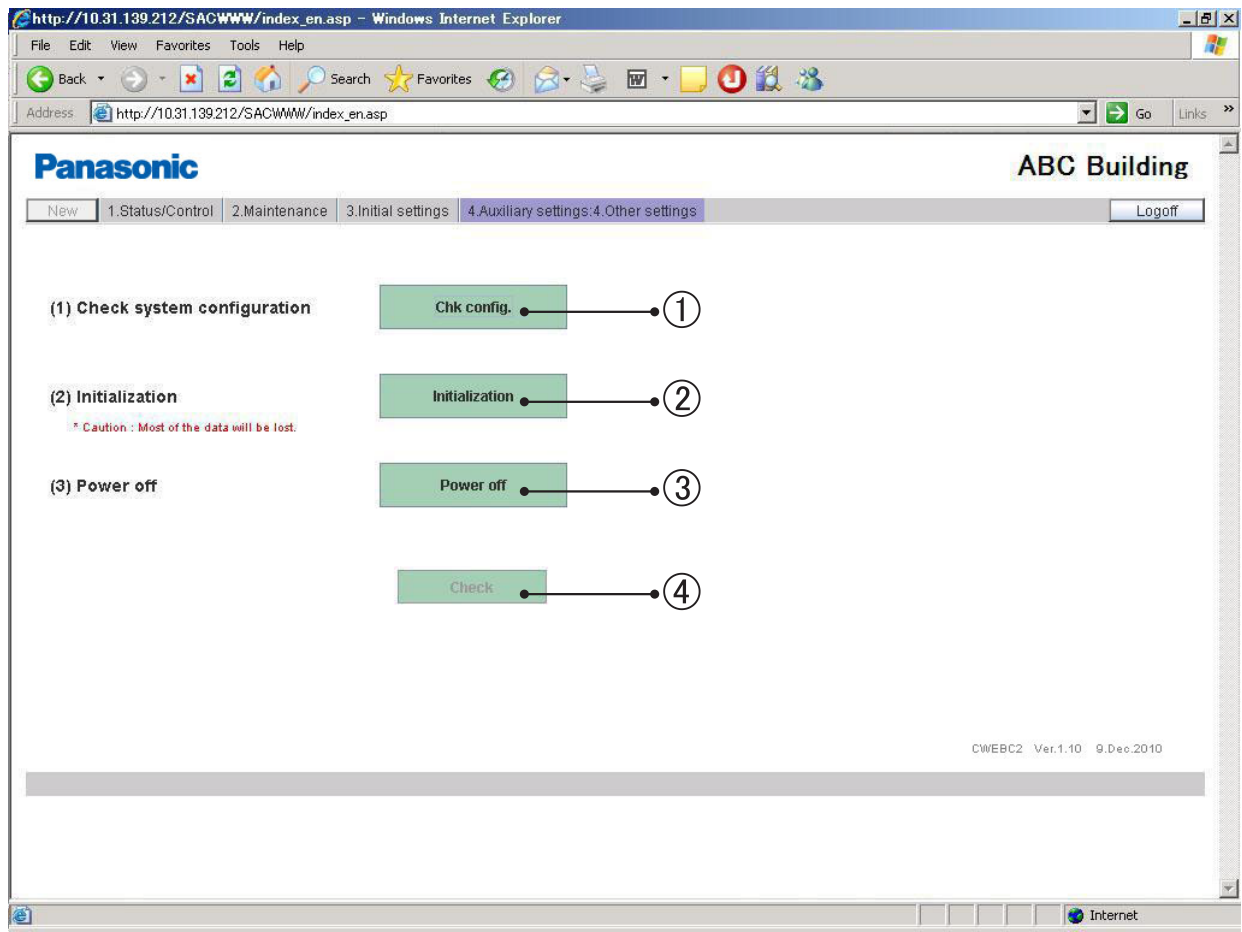 http://10.31.139.212/SACWWW/index_en.asp - Windows Internet Explorer
File Edit View Favorites Tools Help
Back Search Favorites
Address http://10.31.139.212/SACWWW/index_en.asp Go Links »
Panasonic ABC Building
New 1.Status/Control 2.Maintenance 3.Initial settings 4.Auxiliary settings:4.Other settings Logoff
(1) Check system configuration Chk config. ①
(2) Initialization Initialization ②
* Caution : Most of the data will be lost.
(3) Power off Power off ③
Check ④
CWEBC2 Ver.1.10 9.Dec.2010
Internet